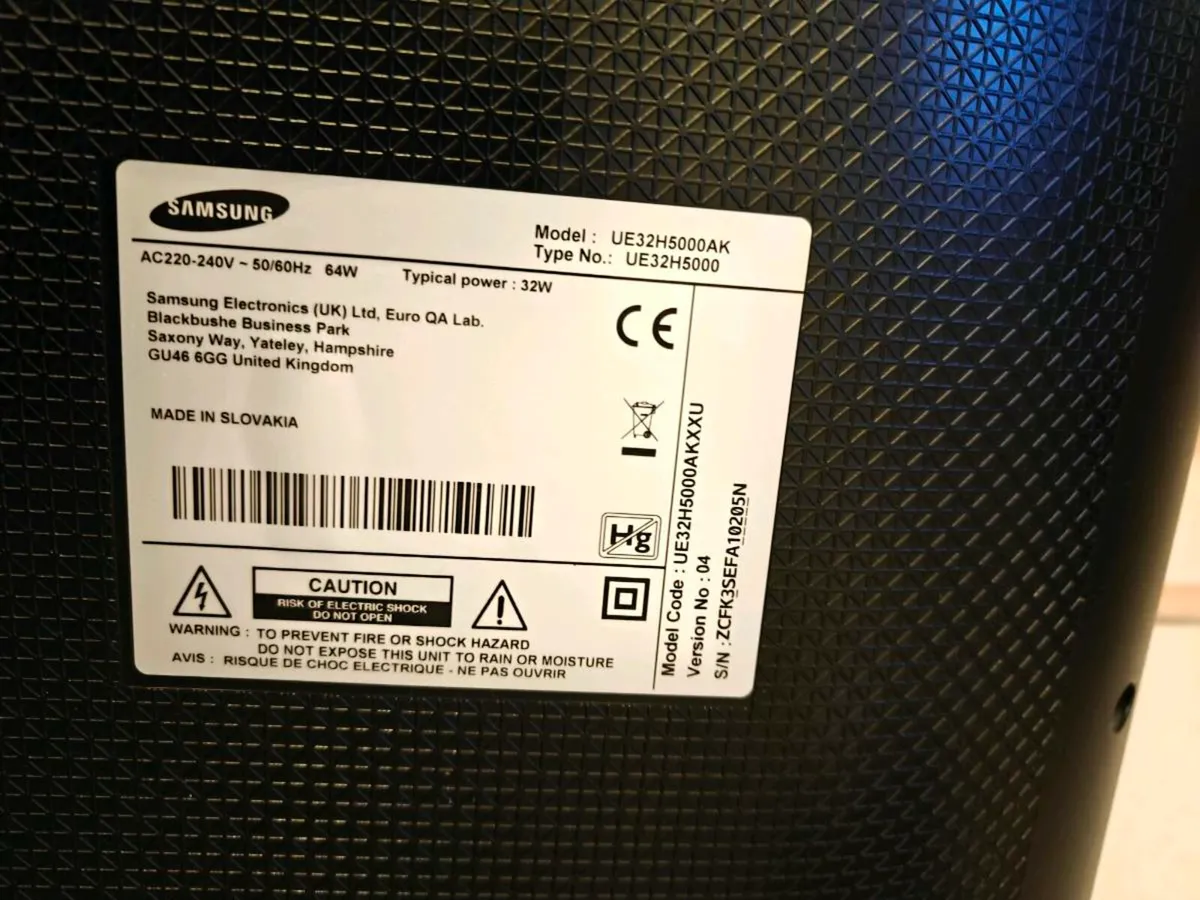 SAMSUNG
Model : UE32H5000AK
Type No.: UE32H5000
AC220-240V ~ 50/60Hz 64W Typical power : 32W
Samsung Electronics (UK) Ltd, Euro QA Lab.
Blackbushe Business Park
Saxony Way, Yateley, Hampshire
GU46 6GG United Kingdom
CE
MADE IN SLOVAKIA
Hg
CAUTION
RISK OF ELECTRIC SHOCK
DO NOT OPEN
WARNING : TO PREVENT FIRE OR SHOCK HAZARD
DO NOT EXPOSE THIS UNIT TO RAIN OR MOISTURE
AVIS : RISQUE DE CHOC ELECTRIQUE - NE PAS OUVRIR
Model Code : UE32H5000AKXXU
Version No : 04
S/N :ZCFK3SEFA10205N